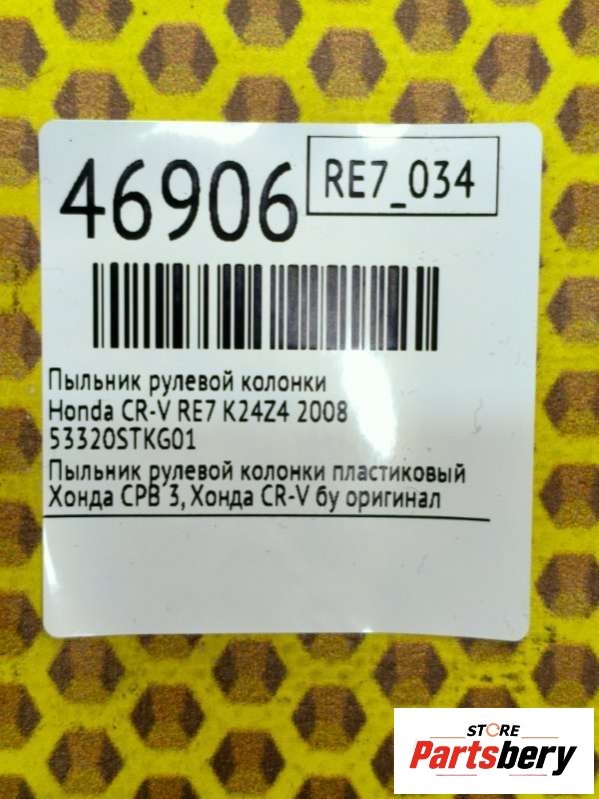 46906
RE7_034
Пыльник рулевой колонки
Honda CR-V RE7 K24Z4 2008
53320STKG01
Пыльник рулевой колонки пластиковый
Хонда СРВ 3, Хонда CR-V бу оригинал
STORE
Partsbery